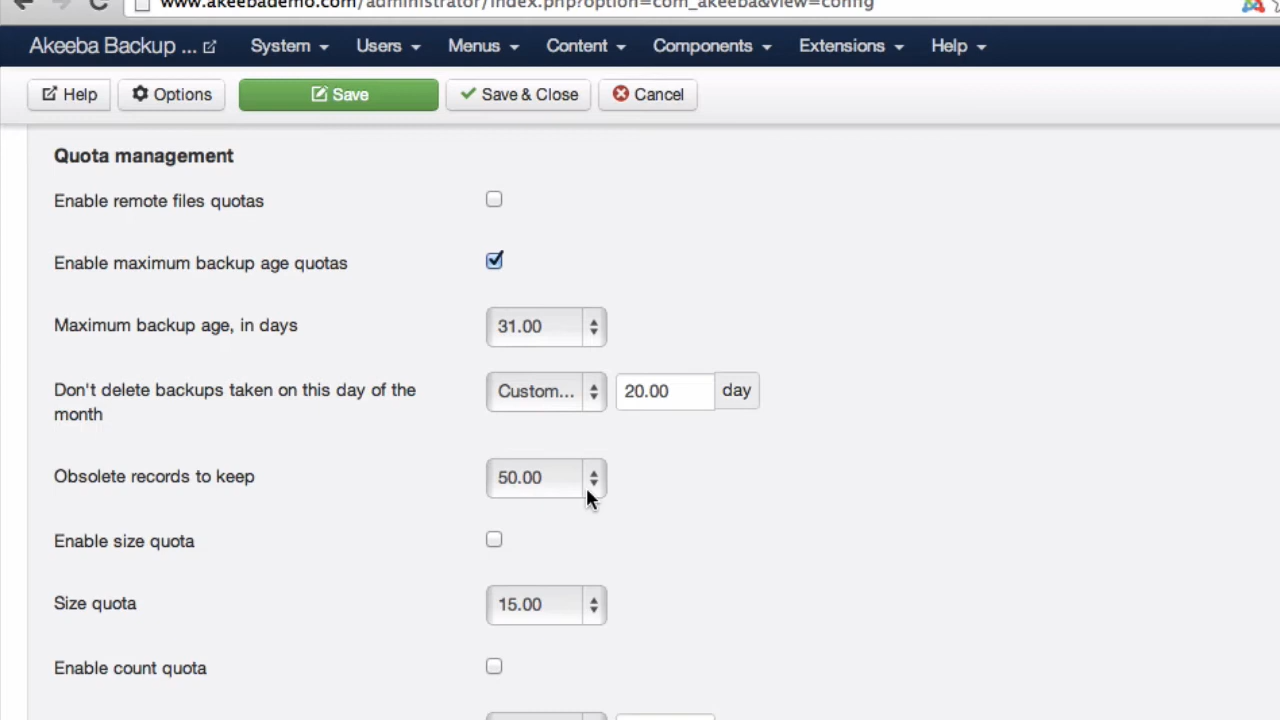 www.akeebademo.com/administrator/index.php?option=com_akeeba&view=config
Akeeba Backup ... System Users Menus Content Components Extensions Help
Help Options Save Save & Close Cancel
Quota management
Enable remote files quotas
Enable maximum backup age quotas
Maximum backup age, in days 31.00
Don't delete backups taken on this day of the Custom... 20.00 day
month
Obsolete records to keep 50.00
Enable size quota
Size quota 15.00
Enable count quota